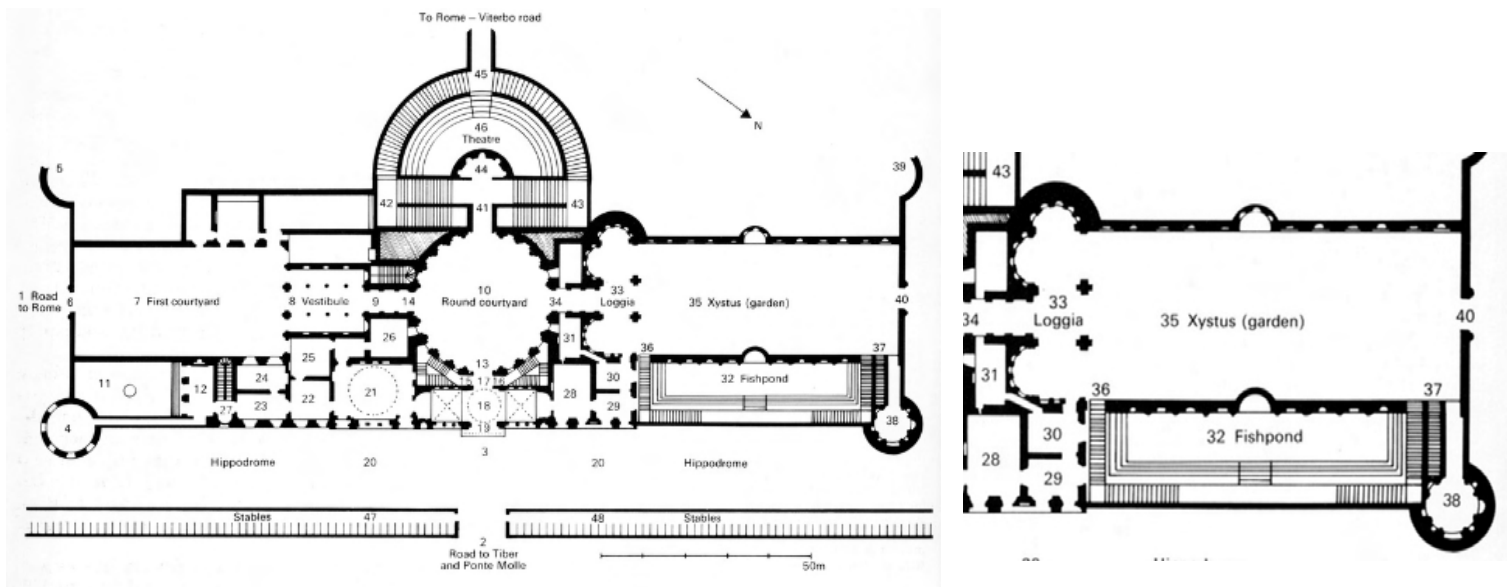 To Rome – Viterbo road
45
N
46
Theatre
5
44
39
42
41
43
1 Road
to Rome
6
7 First courtyard
8 Vestibule
9
14
10
Round courtyard
34
33
Loggia
35 Xystus (garden)
40
26
31
13
36
37
25
11
12
24
15
17
16
30
32 Fishpond
21
28
22
23
27
18
29
4
19
38
3
Hippodrome
20
20
Hippodrome
Stables
47
48
Stables
2
Road to Tiber
and Ponte Molle
50m
43
33
34
Loggia
35 Xystus (garden)
40
31
36
37
30
32 Fishpond
28
29
38